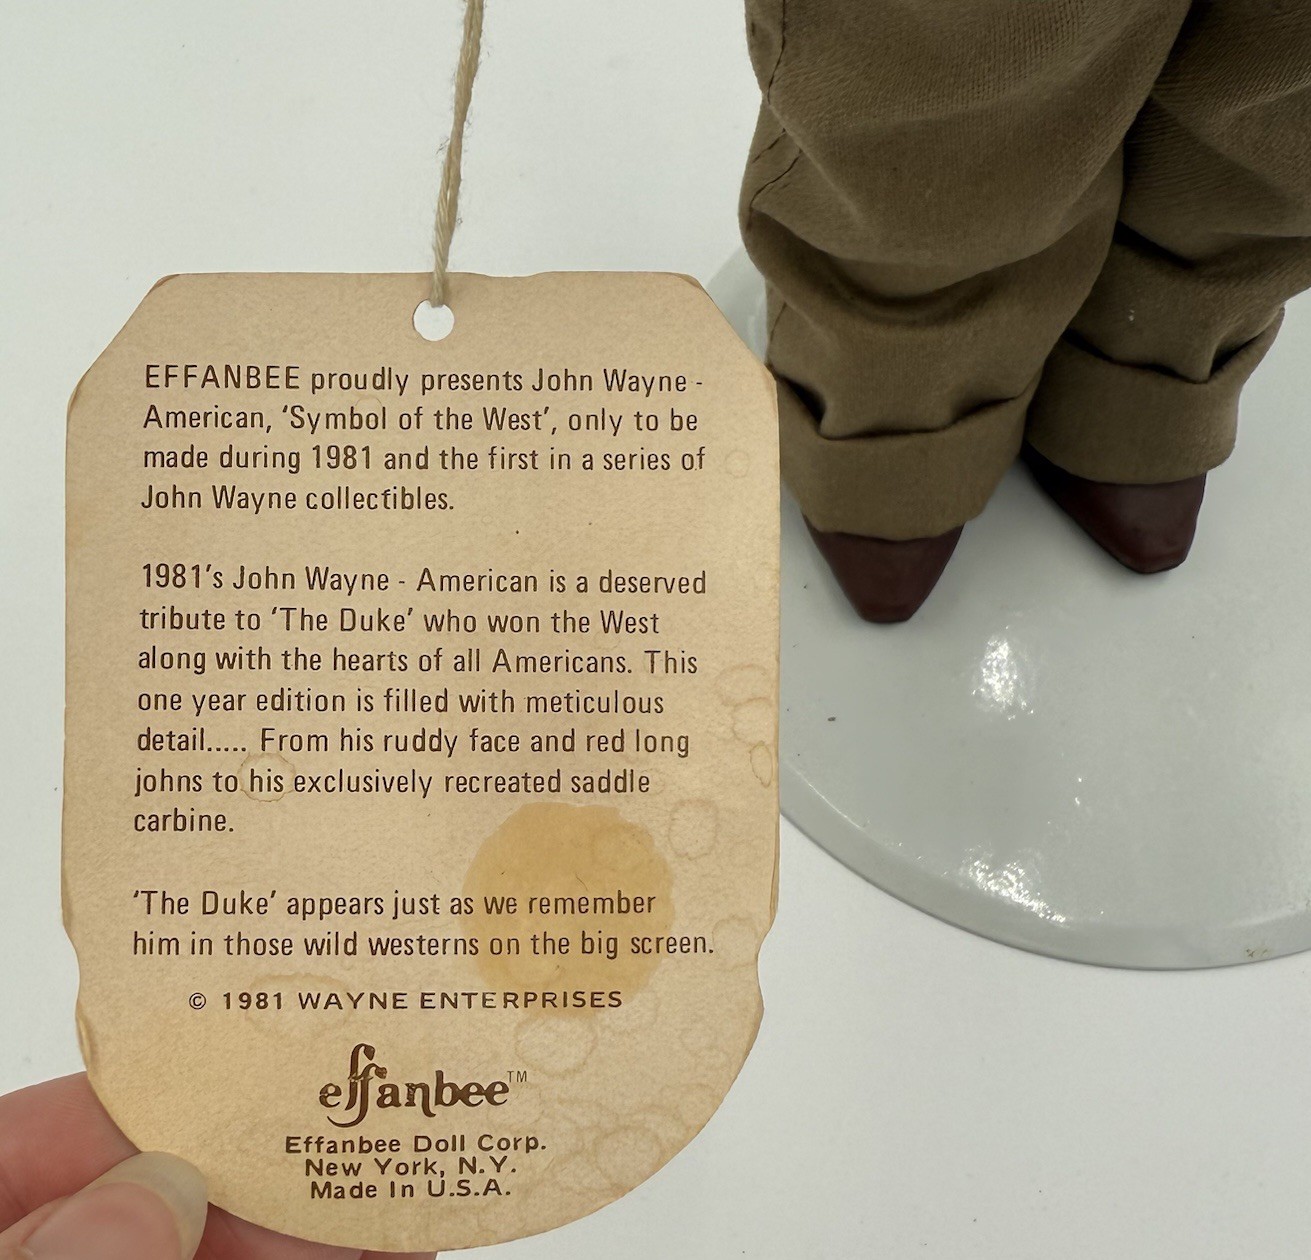 EFFANBEE proudly presents John Wayne -
American, ‘Symbol of the West’, only to be
made during 1981 and the first in a series of
John Wayne collectibles.
1981’s John Wayne - American is a deserved
tribute to ‘The Duke’ who won the West
along with the hearts of all Americans. This
one year edition is filled with meticulous
detail..... From his ruddy face and red long
johns to his exclusively recreated saddle
carbine.
‘The Duke’ appears just as we remember
him in those wild westerns on the big screen.
© 1981 WAYNE ENTERPRISES
effanbee™
Effanbee Doll Corp.
New York, N.Y.
Made In U.S.A.